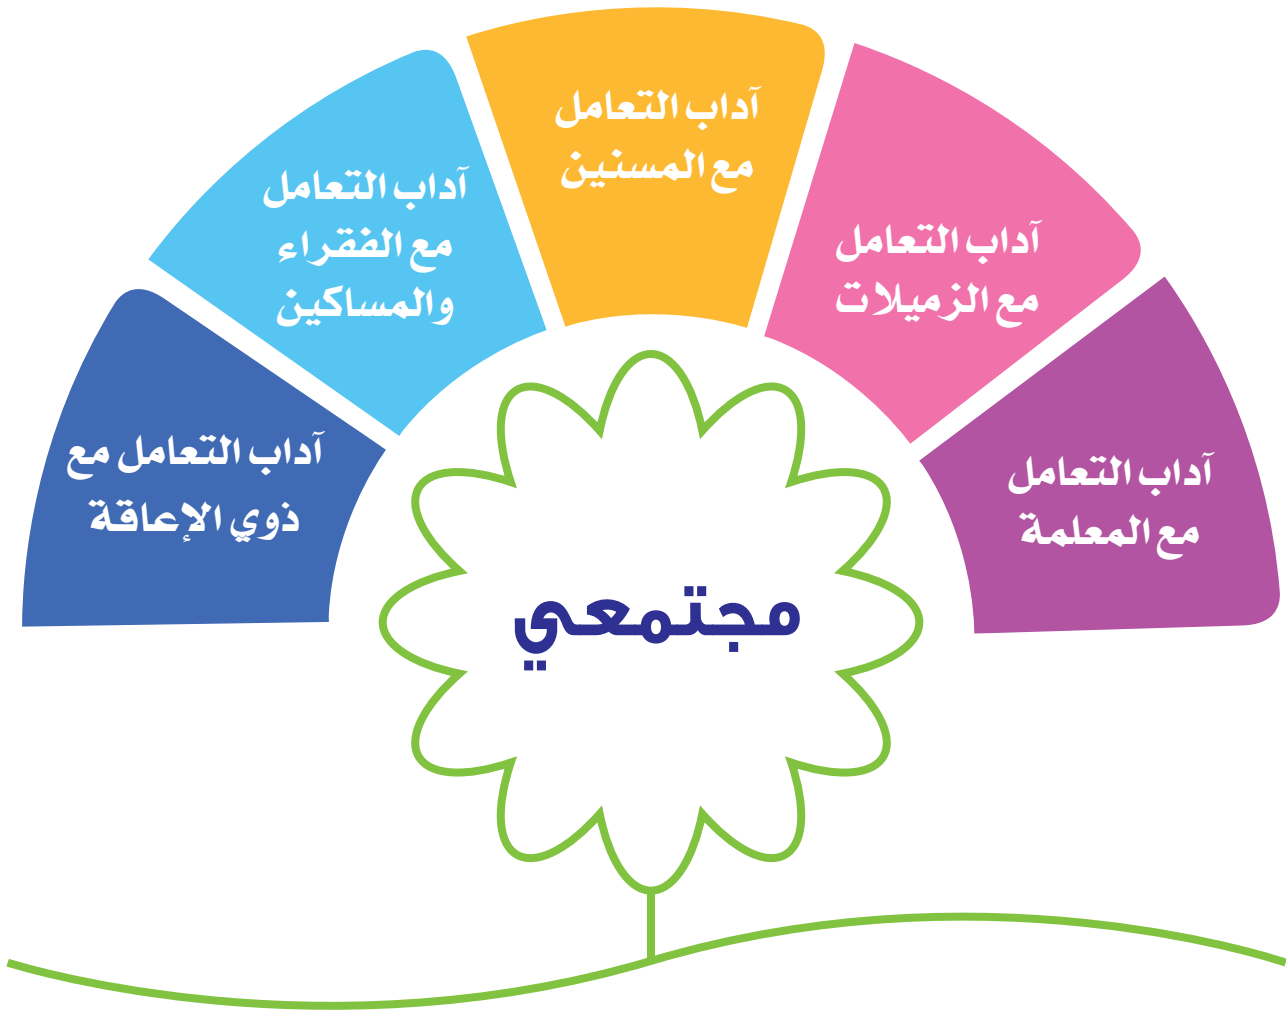 آداب التعامل
مع المعلمة
آداب التعامل
مع الزميلات
آداب التعامل
مع المسنين
آداب التعامل
مع الفقراء
والمساكين
آداب التعامل مع
ذوي الإعاقة
مجتمعي